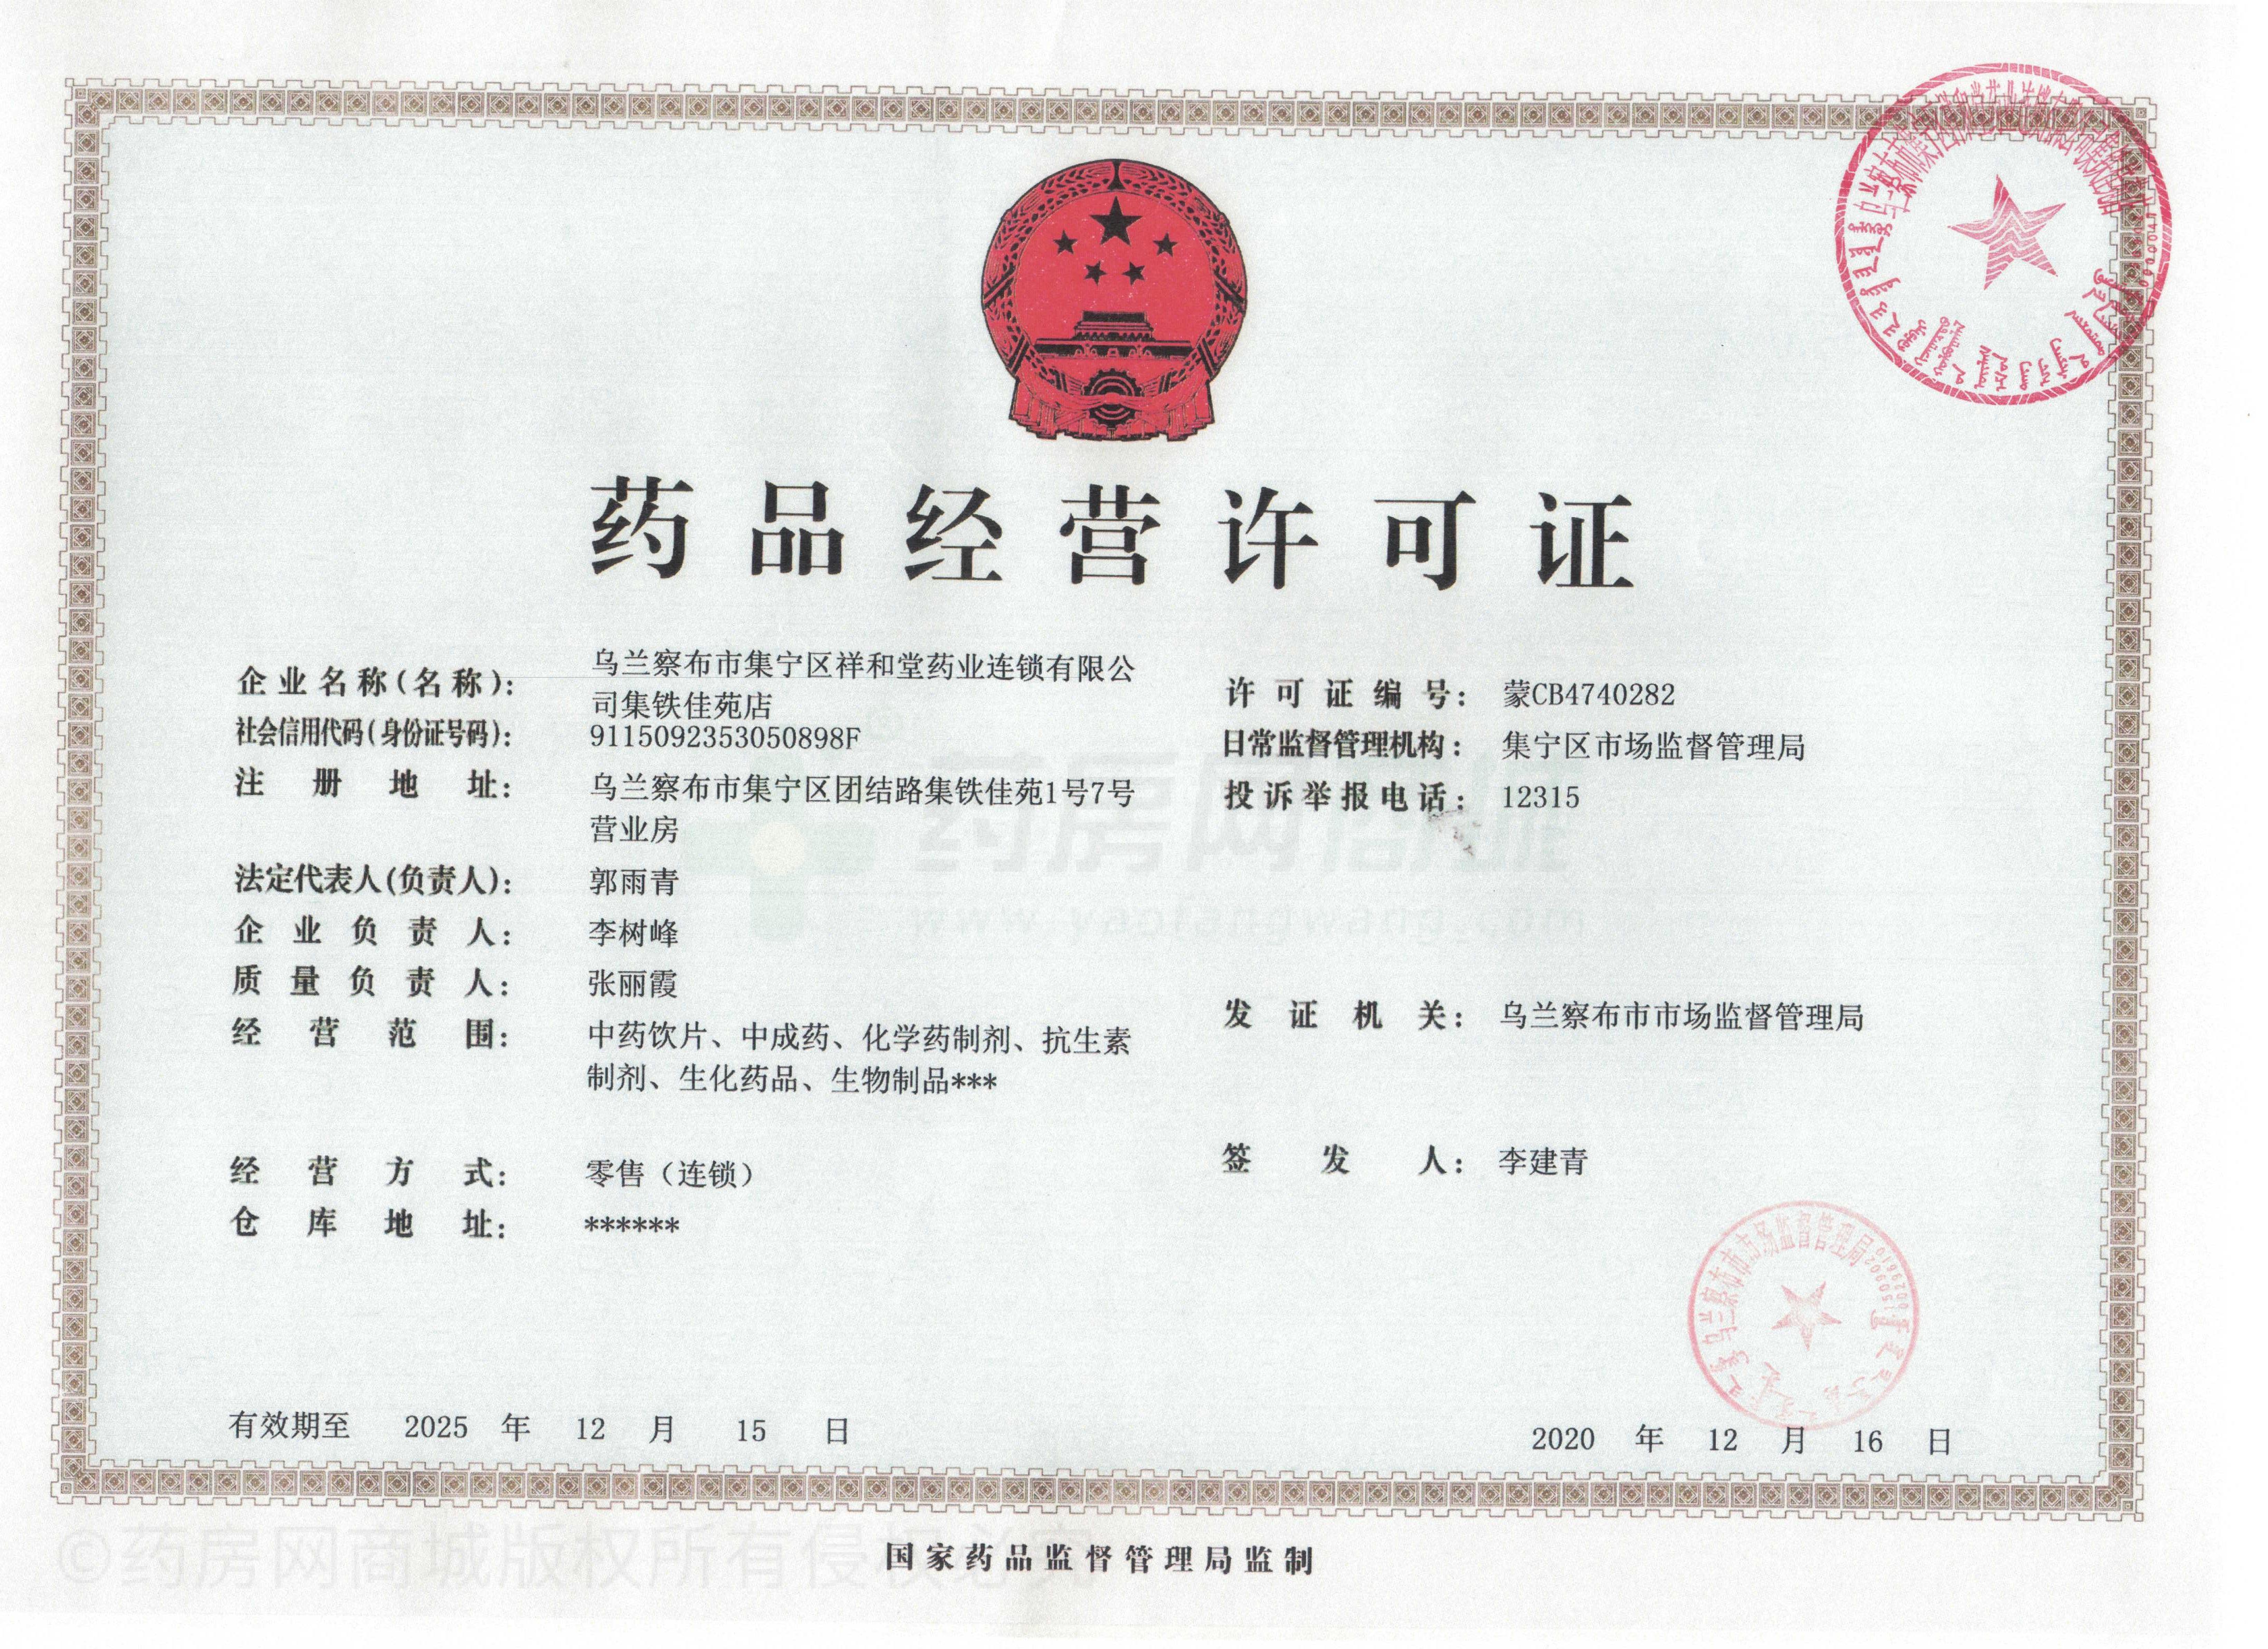 药品经营许可证
企业名称(名称): 乌兰察布市集宁区祥和堂药业连锁有限公
司集铁佳苑店
社会信用代码(身份证号码): 9115092353050898F
注册地址: 乌兰察布市集宁区团结路集铁佳苑1号7号
营业房
法定代表人(负责人): 郭雨青
企业负责人: 李树峰
质量负责人: 张丽霞
经营范围: 中药饮片、中成药、化学药制剂、抗生素
制剂、生化药品、生物制品***
经营方式: 零售（连锁）
仓库地址: ******
许可证编号: 蒙CB4740282
日常监督管理机构: 集宁区市场监督管理局
投诉举报电话: 12315
发证机关: 乌兰察布市市场监督管理局
签发人: 李建青
乌兰察布市市场监督管理局
有效期至 2025 年 12 月 15 日
2020 年 12 月 16 日
国家药品监督管理局监制
©药房网商城版权所有侵权必究
药房网商城
www.yaofangwang.com